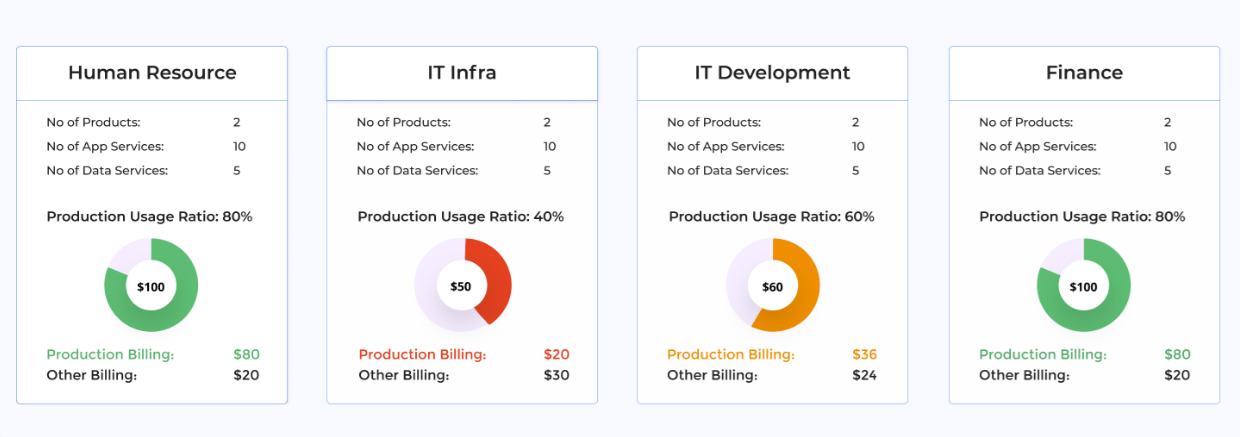 Human Resource
No of Products: 2
No of App Services: 10
No of Data Services: 5
Production Usage Ratio: 80%
$100
Production Billing: $80
Other Billing: $20
IT Infra
No of Products: 2
No of App Services: 10
No of Data Services: 5
Production Usage Ratio: 40%
$50
Production Billing: $20
Other Billing: $30
IT Development
No of Products: 2
No of App Services: 10
No of Data Services: 5
Production Usage Ratio: 60%
$60
Production Billing: $36
Other Billing: $24
Finance
No of Products: 2
No of App Services: 10
No of Data Services: 5
Production Usage Ratio: 80%
$100
Production Billing: $80
Other Billing: $20